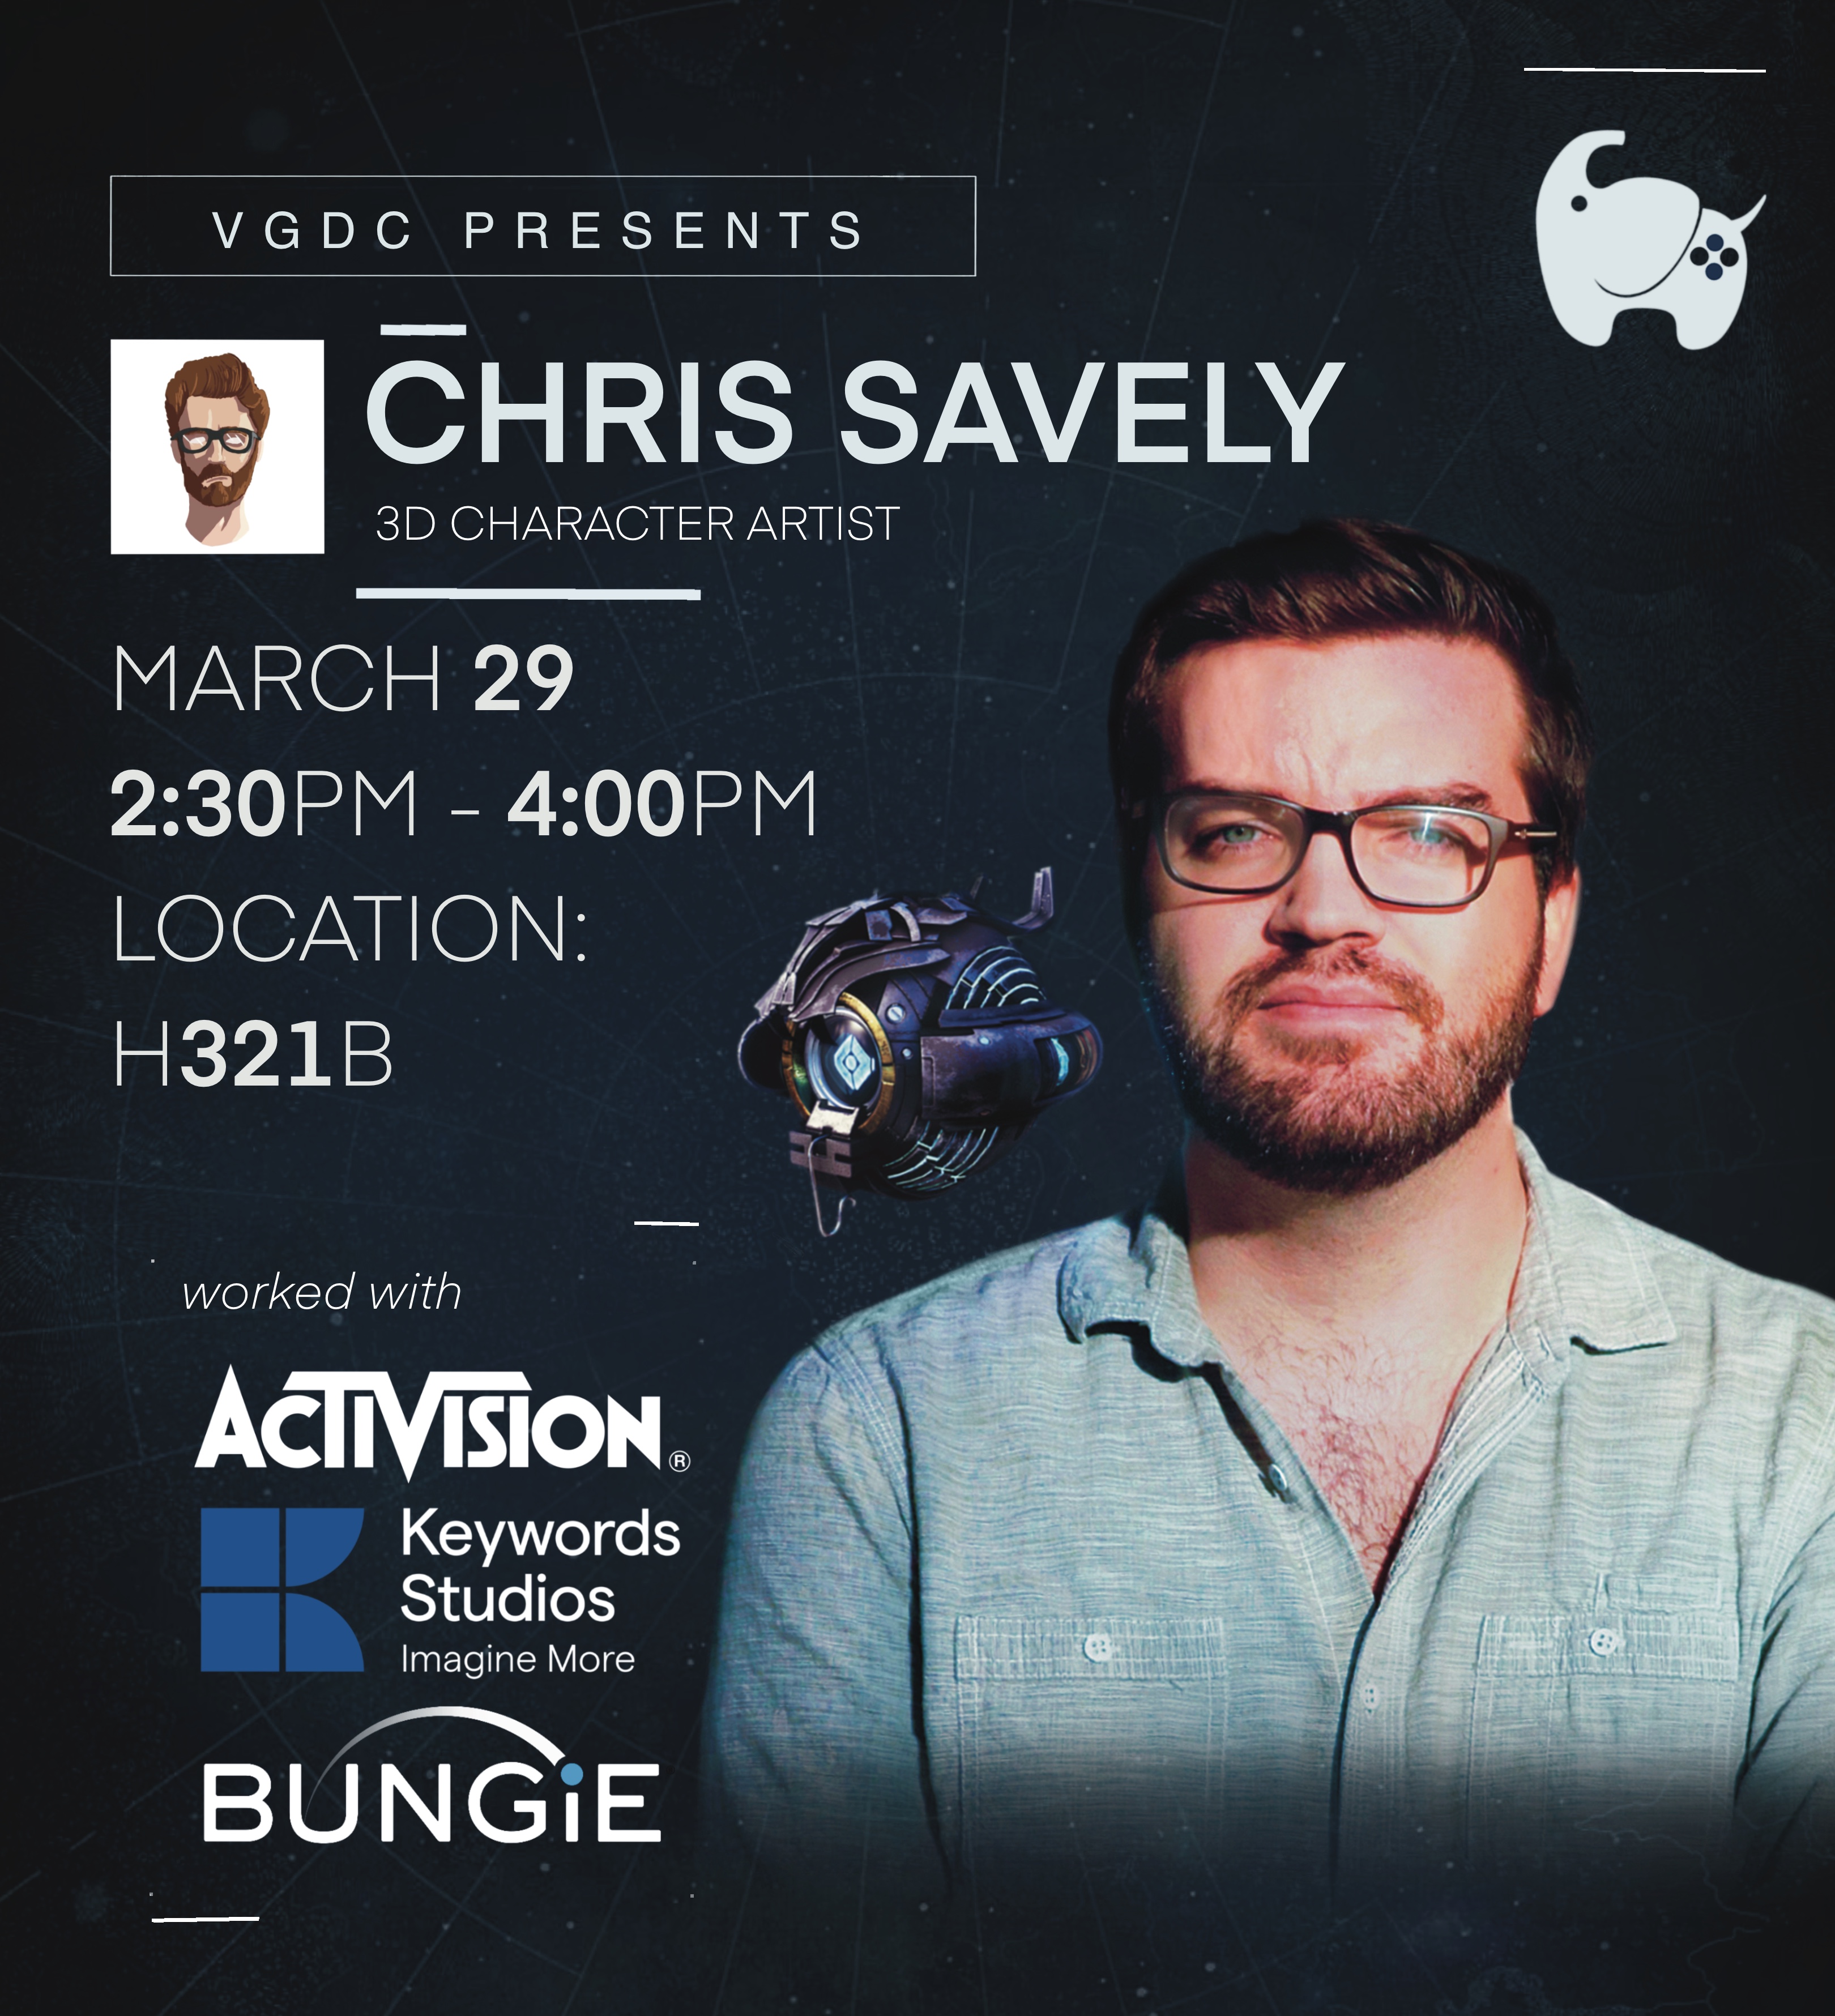 VGDC PRESENTS
CHRIS SAVELY
3D CHARACTER ARTIST
MARCH 29
2:30PM - 4:00PM
LOCATION:
H321B
worked with
ACTIVISION®
Keywords
Studios
Imagine More
BUNGiE